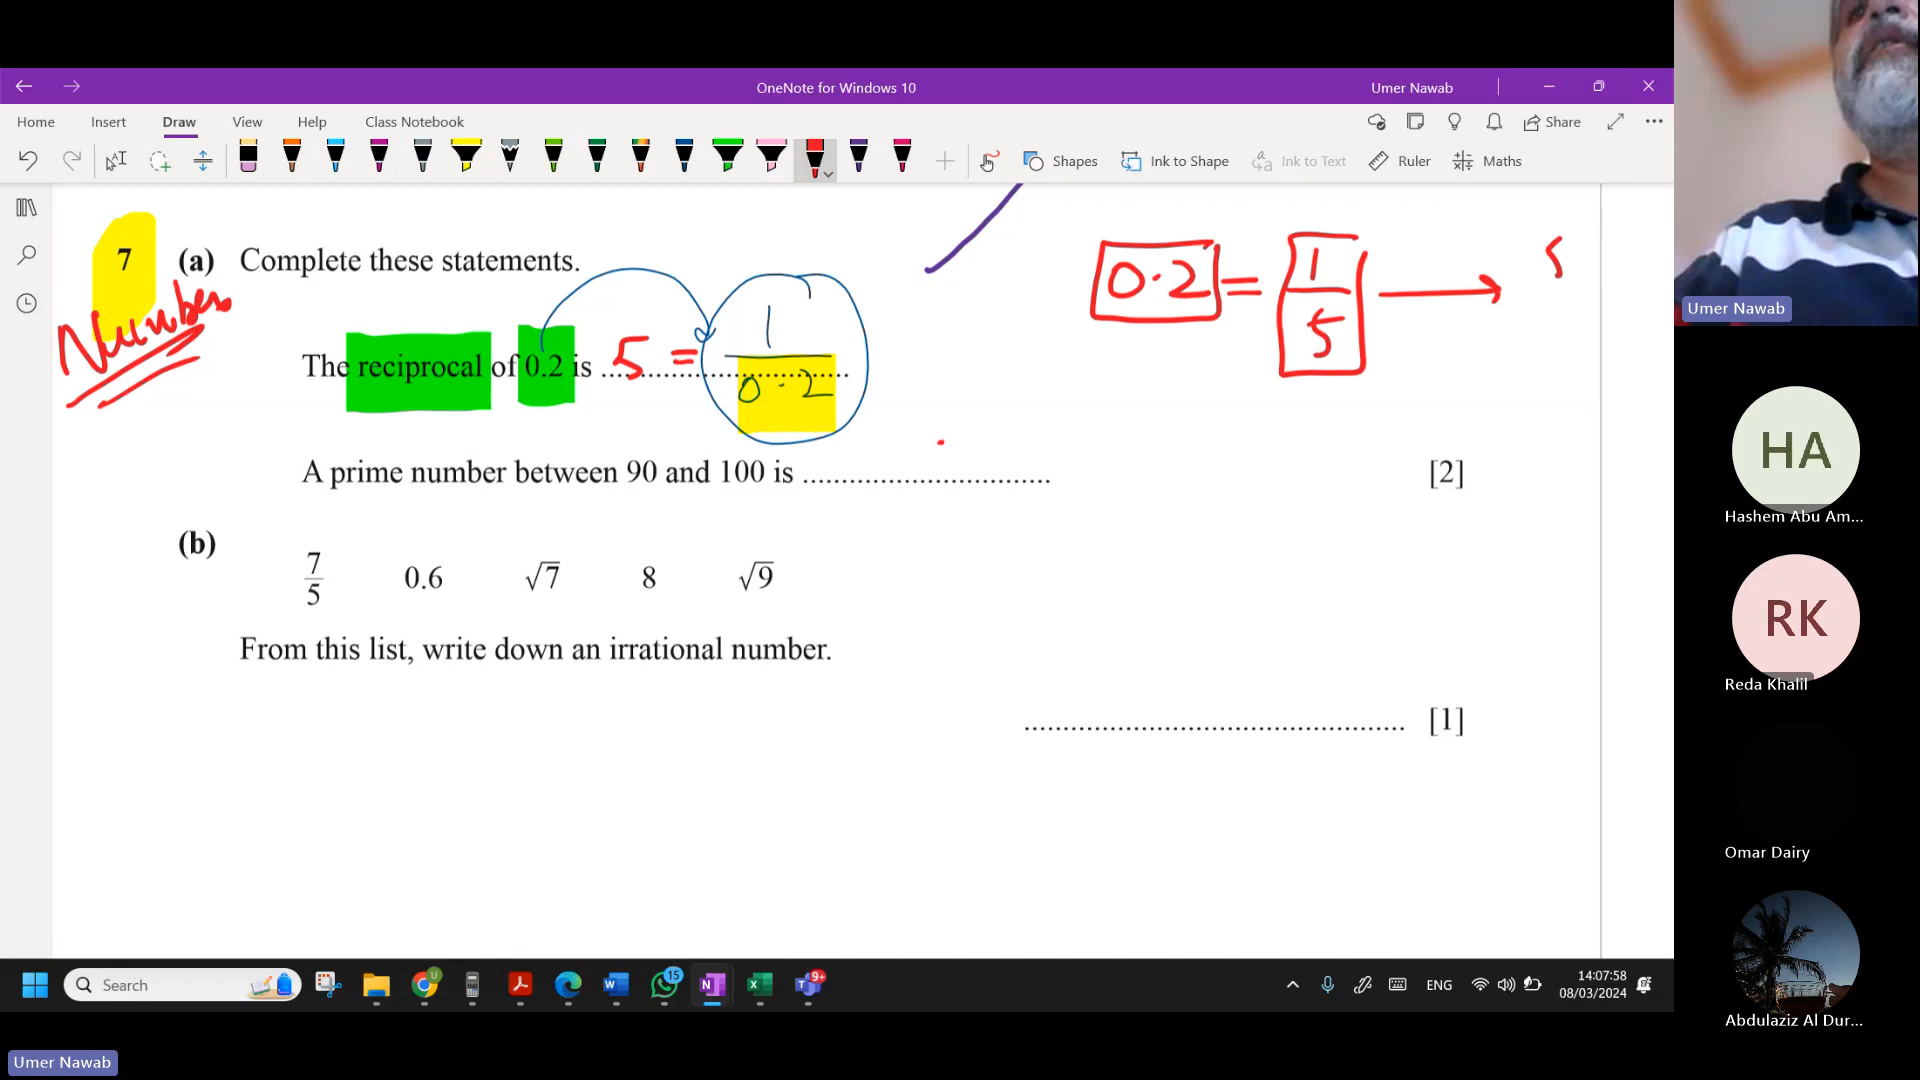 OneNote for Windows 10
Umer Nawab
Home Insert Draw View Help Class Notebook
Share
Shapes Ink to Shape Ink to Text Ruler Maths
7 (a) Complete these statements.
Number
The reciprocal of 0.2 is ........ 5 = 1/0.2
0.2 = 1/5 → 5
A prime number between 90 and 100 is ................................ [2]
(b)
7/5 0.6 √7 8 √9
From this list, write down an irrational number.
................................................. [1]
Umer Nawab
HA
Hashem Abu Am...
RK
Reda Khalil
Omar Dairy
Abdulaziz Al Dur...
Search
U
15
9+
ENG
14:07:58
08/03/2024
Umer Nawab